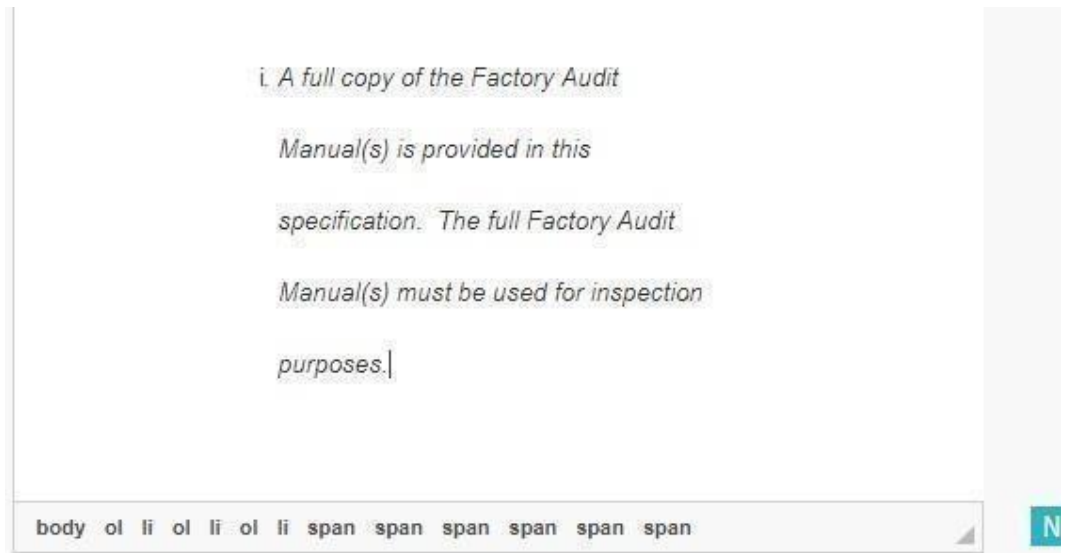 i. A full copy of the Factory Audit
Manual(s) is provided in this
specification.  The full Factory Audit
Manual(s) must be used for inspection
purposes.
body ol li ol li ol li span span span span span span
N